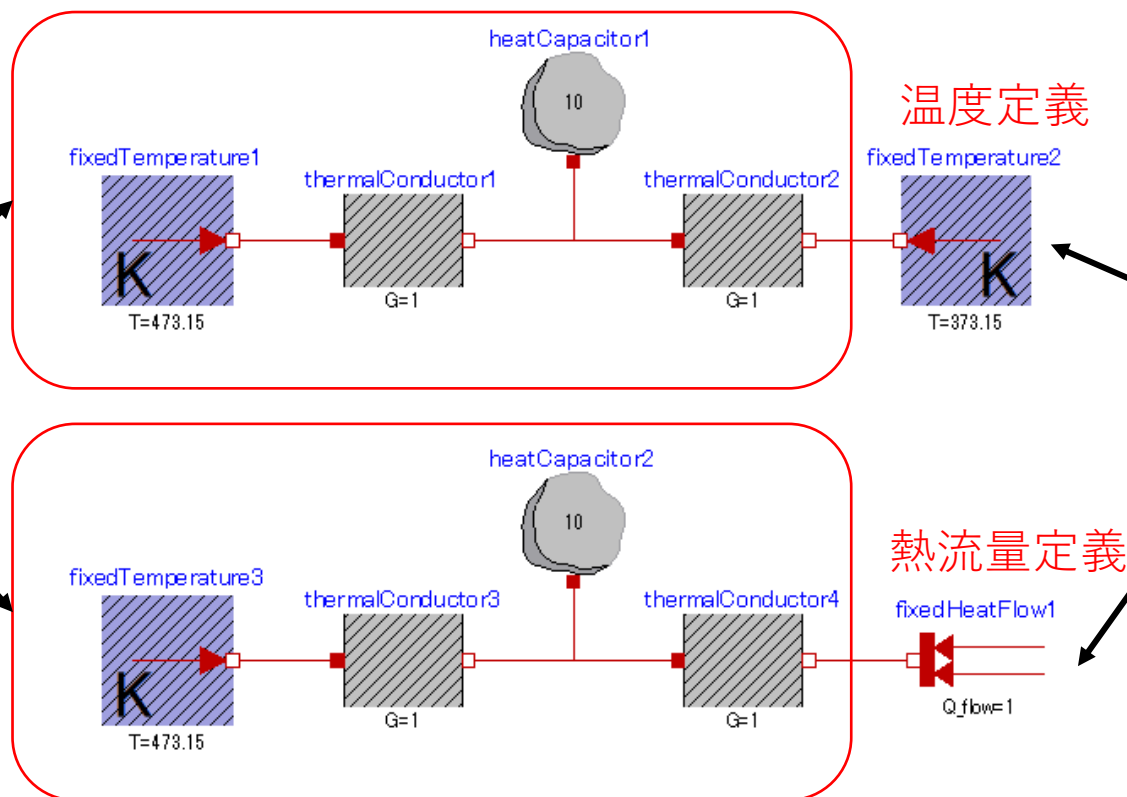 heatCapacitor1
10
温度定義
fixedTemperature1
fixedTemperature2
thermalConductor1
thermalConductor2
K
K
G=1
G=1
T=473.15
T=373.15
heatCapacitor2
10
熱流量定義
fixedTemperature3
thermalConductor3
thermalConductor4
fixedHeatFlow1
K
G=1
G=1
Q_flow=1
T=473.15